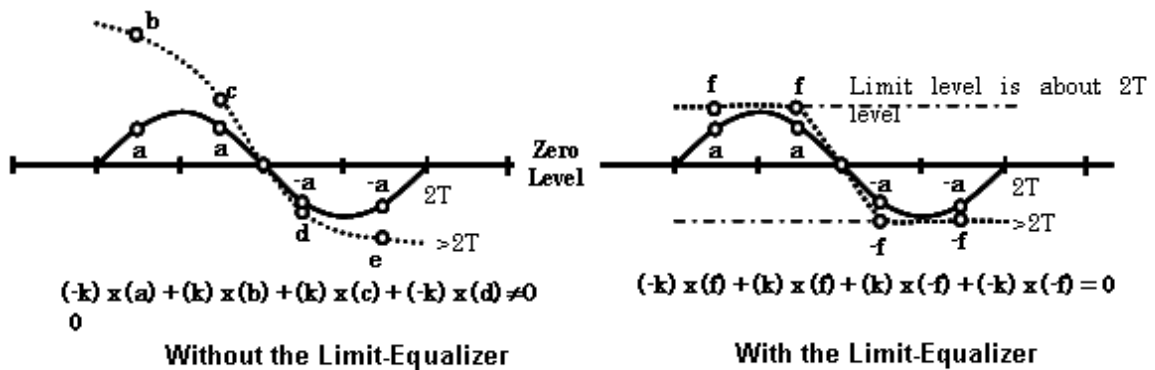 b
c
a
a
-a
-a
d
e
2T
>2T
Zero
Level
(-k) x(a) +(k) x(b) +(k) x(c) +(-k) x(d) ≠0
0
Without the Limit-Equalizer
f
f
Limit level is about 2T
level
a
a
-a
-a
-f
-f
2T
>2T
(-k) x(f) + (k) x(f) + (k) x(-f) + (-k) x(-f) = 0
With the Limit-Equalizer